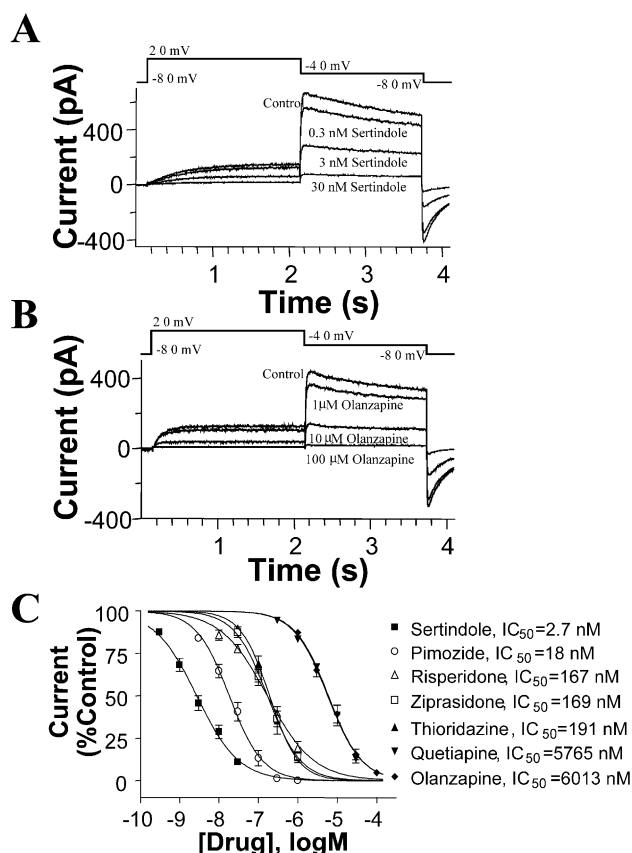 A
2 0 mV
-4 0 mV
-8 0 mV
-8 0 mV
Contro
400
0.3 nM Sertindole
3 nM Sertindole
0
30 nM Sertindole
-400
Current (pA)
1 2 3 4
Time (s)
B
2 0 mV
-4 0 mV
-8 0 mV
-8 0 mV
400
Control
1μM Olanzapine
10 μM Olanzapine
0
100 μM Olanzapine
-400
Current (pA)
1 2 3 4
Time (s)
C
100
75
50
25
0
Current
(%Control)
-10 -9 -8 -7 -6 -5 -4
[Drug], logM
Sertindole, IC50=2.7 nM
Pimozide, IC50=18 nM
Risperidone, IC50=167 nM
Ziprasidone, IC50=169 nM
Thioridazine, IC50=191 nM
Quetiapine, IC50=5765 nM
Olanzapine, IC50=6013 nM